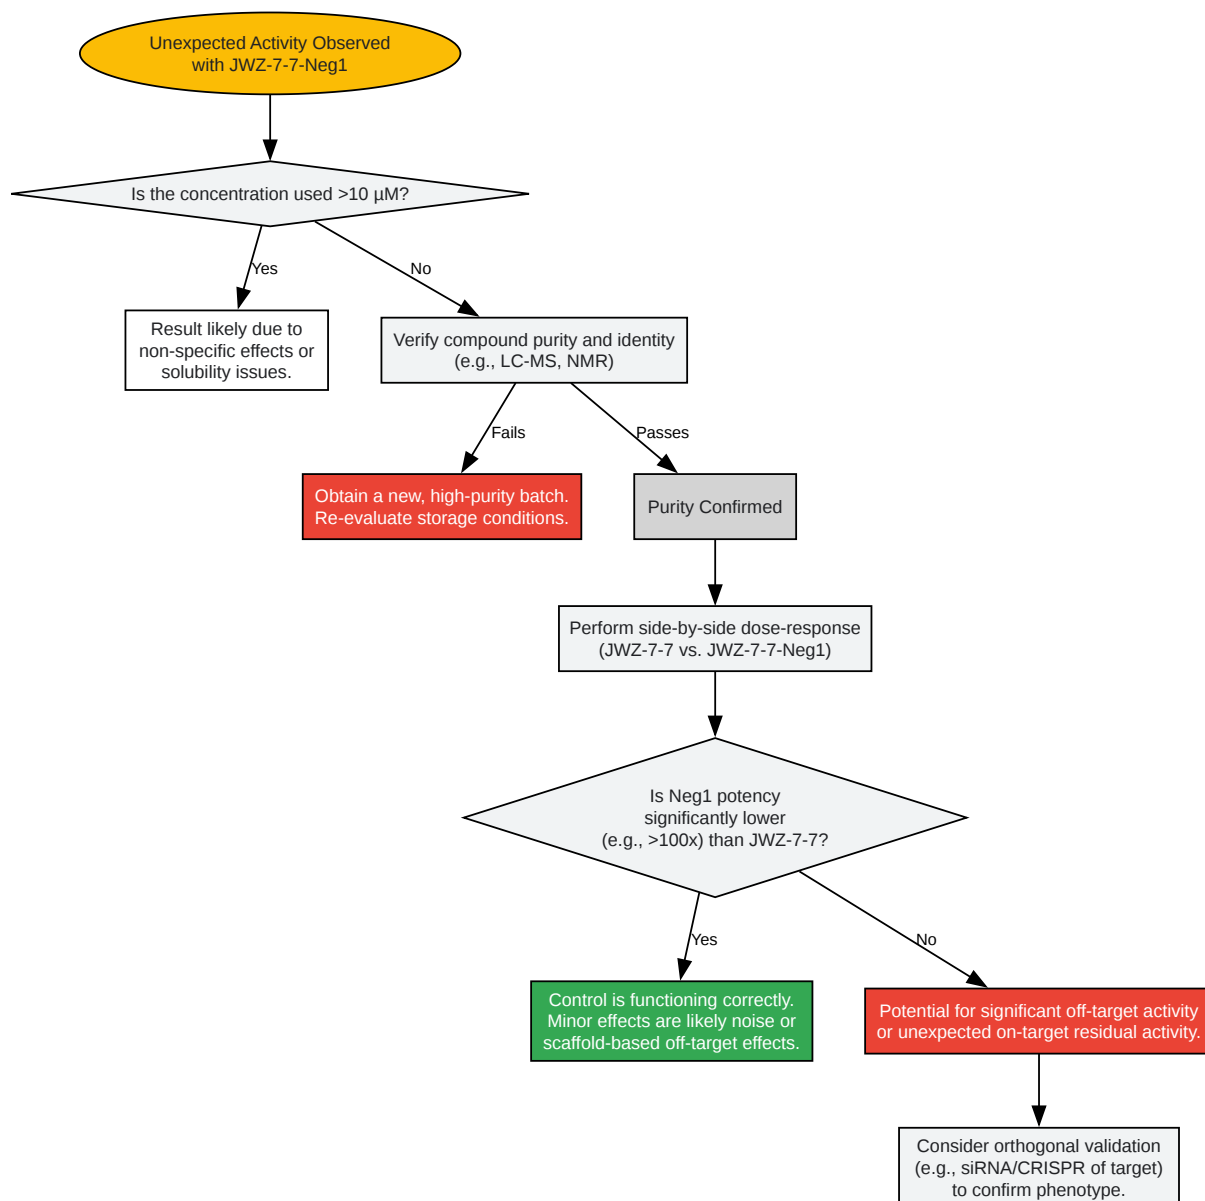 Unexpected Activity Observed
with JWZ-7-7-Neg1
Is the concentration used >10 µM?
Yes
No
Result likely due to
non-specific effects or
solubility issues.
Verify compound purity and identity
(e.g., LC-MS, NMR)
Fails
Passes
Obtain a new, high-purity batch.
Re-evaluate storage conditions.
Purity Confirmed
Perform side-by-side dose-response
(JWZ-7-7 vs. JWZ-7-7-Neg1)
Is Neg1 potency
significantly lower
(e.g., >100x) than JWZ-7-7?
Yes
No
Control is functioning correctly.
Minor effects are likely noise or
scaffold-based off-target effects.
Potential for significant off-target activity
or unexpected on-target residual activity.
Consider orthogonal validation
(e.g., siRNA/CRISPR of target)
to confirm phenotype.